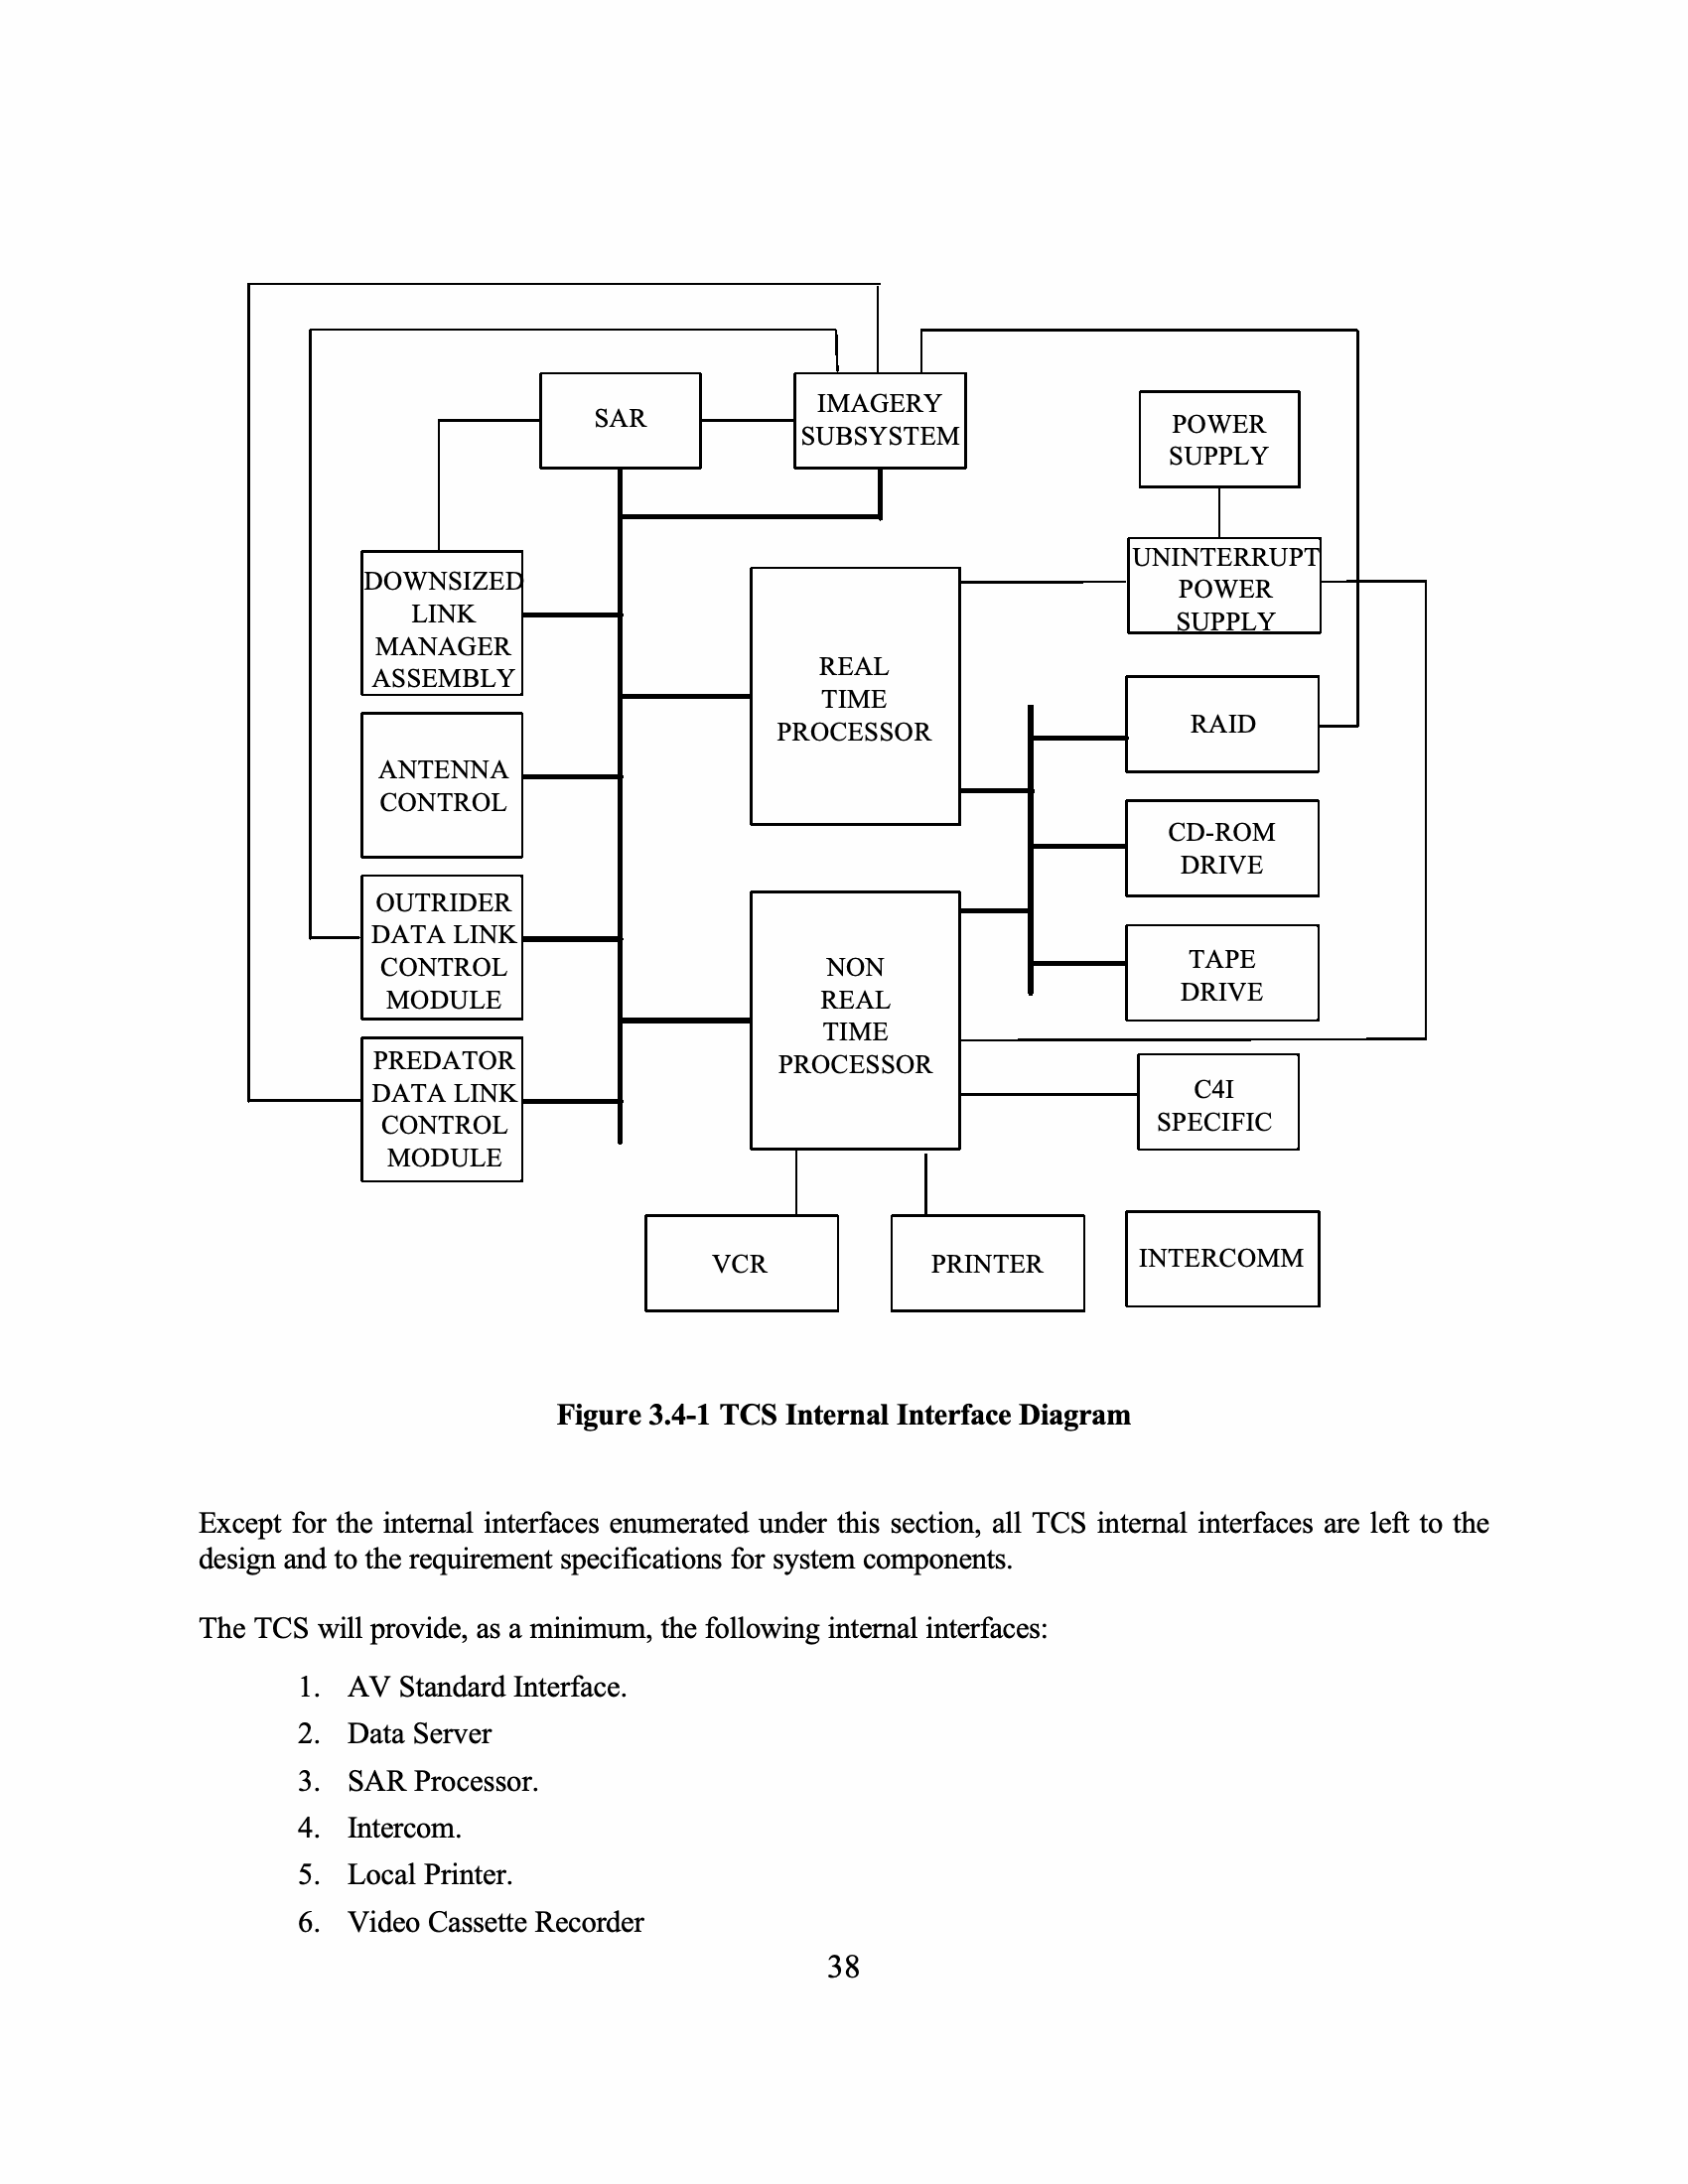 SAR
IMAGERY
SUBSYSTEM
POWER
SUPPLY
DOWNSIZED
LINK
MANAGER
ASSEMBLY
UNINTERRUPT
POWER
SUPPLY
REAL
TIME
PROCESSOR
RAID
ANTENNA
CONTROL
CD-ROM
DRIVE
OUTRIDER
DATA LINK
CONTROL
MODULE
NON
REAL
TIME
PROCESSOR
TAPE
DRIVE
PREDATOR
DATA LINK
CONTROL
MODULE
C4I
SPECIFIC
VCR
PRINTER
INTERCOMM
Figure 3.4-1 TCS Internal Interface Diagram
Except for the internal interfaces enumerated under this section, all TCS internal interfaces are left to the
design and to the requirement specifications for system components.
The TCS will provide, as a minimum, the following internal interfaces:
1. AV Standard Interface.
2. Data Server
3. SAR Processor.
4. Intercom.
5. Local Printer.
6. Video Cassette Recorder
38